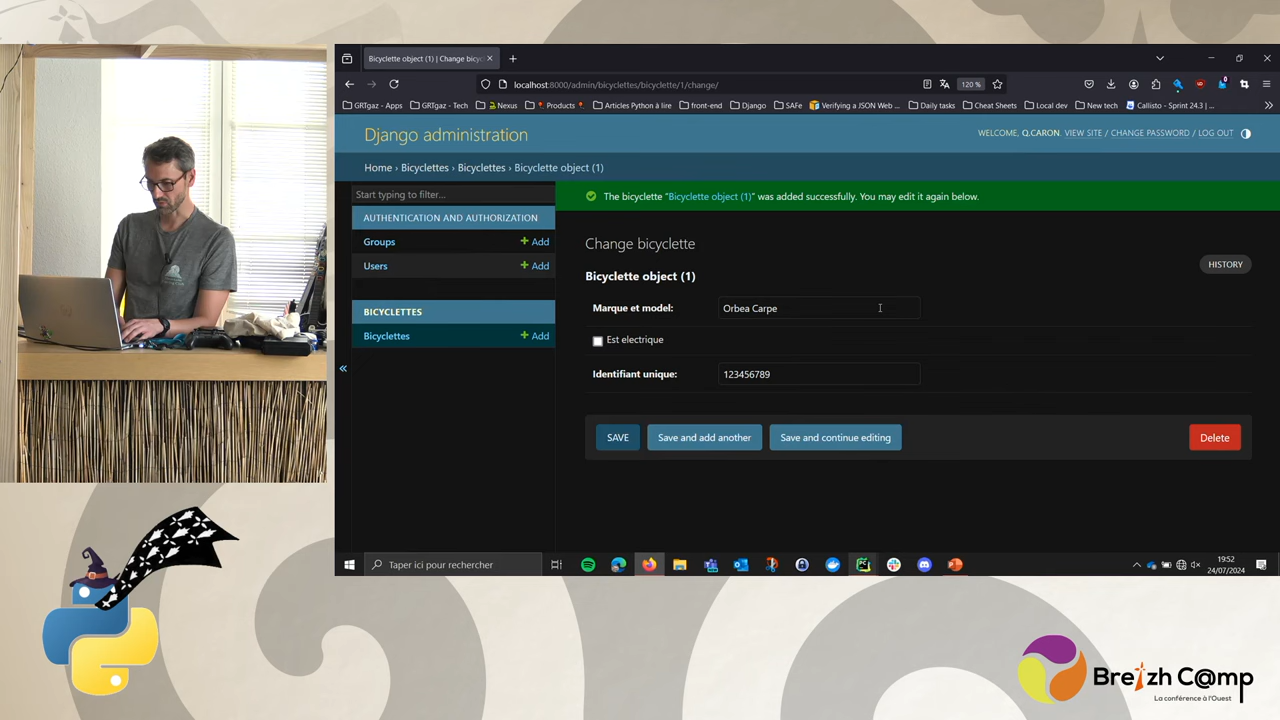 Bicyclette object (1) | Change bicyc
localhost:8000/admin/bicyclettes/bicyclette/1/change/
120 %
GRTgaz - Apps
GRTgaz - Tech
Nexus
Products
Articles Python
Learn
front-end
Tools
SAFe
Verifying a JSON Web
Daily tasks
Local dev
Dev tech
Callisto - Sprint 24.3 | ...
Django administration
WELCOME, Q.CARON. VIEW SITE / CHANGE PASSWORD / LOG OUT
Home › Bicyclettes › Bicyclettes › Bicyclette object (1)
Start typing to filter...
AUTHENTICATION AND AUTHORIZATION
Groups + Add
Users + Add
BICYCLETTES
Bicyclettes + Add
«
The bicyclette "Bicyclette object (1)" was added successfully. You may edit it again below.
Change bicyclette
Bicyclette object (1)
HISTORY
Marque et model: Orbea Carpe
Est electrique
Identifiant unique: 123456789
SAVE
Save and add another
Save and continue editing
Delete
Taper ici pour rechercher
19:52
24/07/2024
Breizh C@mp
La conférence à l'Ouest